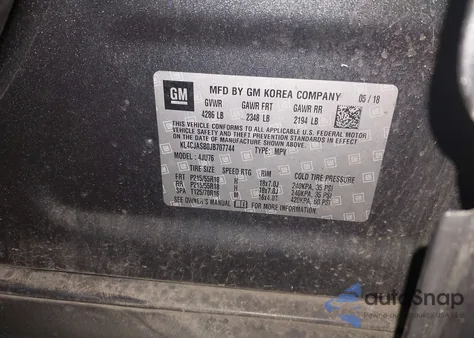 GM
MFD BY GM KOREA COMPANY 05 / 18
GVWR GAWR FRT GAWR RR
4286 LB 2348 LB 2194 LB
THIS VEHICLE CONFORMS TO ALL APPLICABLE U.S. FEDERAL MOTOR
VEHICLE SAFETY AND THEFT PREVENTION STANDARDS IN EFFECT
ON THE DATE OF MANUFACTURE SHOWN ABOVE.
TYPE: MPV
MODEL: 4JU76
TIRE SIZE SPEED RTG RIM COLD TIRE PRESSURE
FRT P215/55R18 H 18x7.0J 240KPA, 35 PSI
RR P215/55R18 H 18x7.0J 240KPA, 35 PSI
SPA T125/70R16 M 420KPA, 60 PSI
SEE OWNER'S MANUAL FOR MORE INFORMATION.
autoSnap